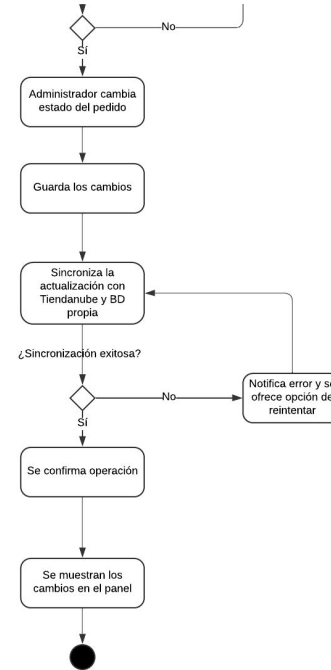 No
Sí
Administrador cambia
estado del pedido
Guarda los cambios
Sincroniza la
actualización con
Tiendanube y BD
propia
¿Sincronización exitosa?
No
Notifica error y se
ofrece opción de
reintentar
Sí
Se confirma operación
Se muestran los
cambios en el panel